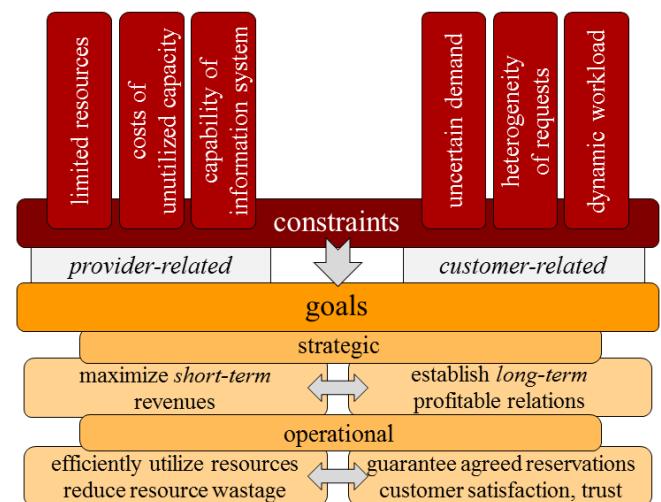 limited resources
costs of
unutilized capacity
capability of
information system
uncertain demand
heterogeneity
of requests
dynamic workload
constraints
provider-related
customer-related
goals
strategic
maximize short-term
revenues
establish long-term
profitable relations
operational
efficiently utilize resources
reduce resource wastage
guarantee agreed reservations
customer satisfaction, trust